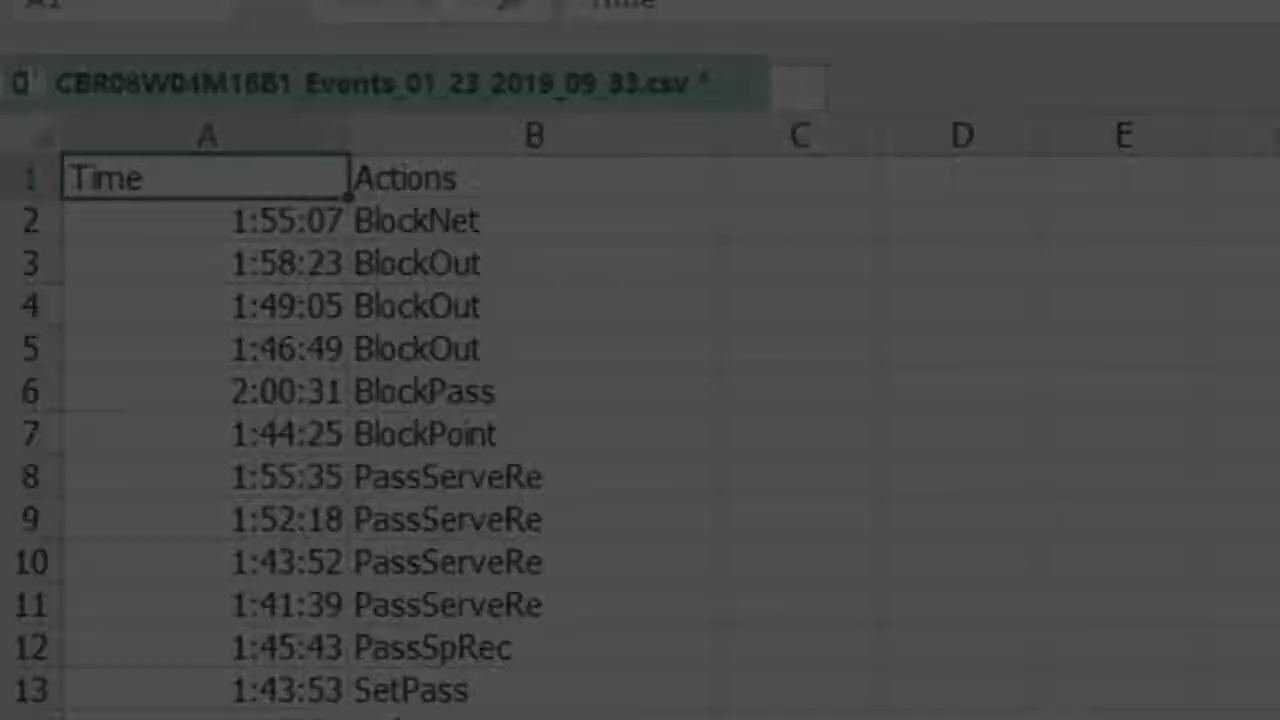 A1 Time
CBR08W04M16B1_Events_01_23_2019_09_33.csv *
A B C D E
1 Time Actions
2 1:55:07 BlockNet
3 1:58:23 BlockOut
4 1:49:05 BlockOut
5 1:46:49 BlockOut
6 2:00:31 BlockPass
7 1:44:25 BlockPoint
8 1:55:35 PassServeRe
9 1:52:18 PassServeRe
10 1:43:52 PassServeRe
11 1:41:39 PassServeRe
12 1:45:43 PassSpRec
13 1:43:53 SetPass